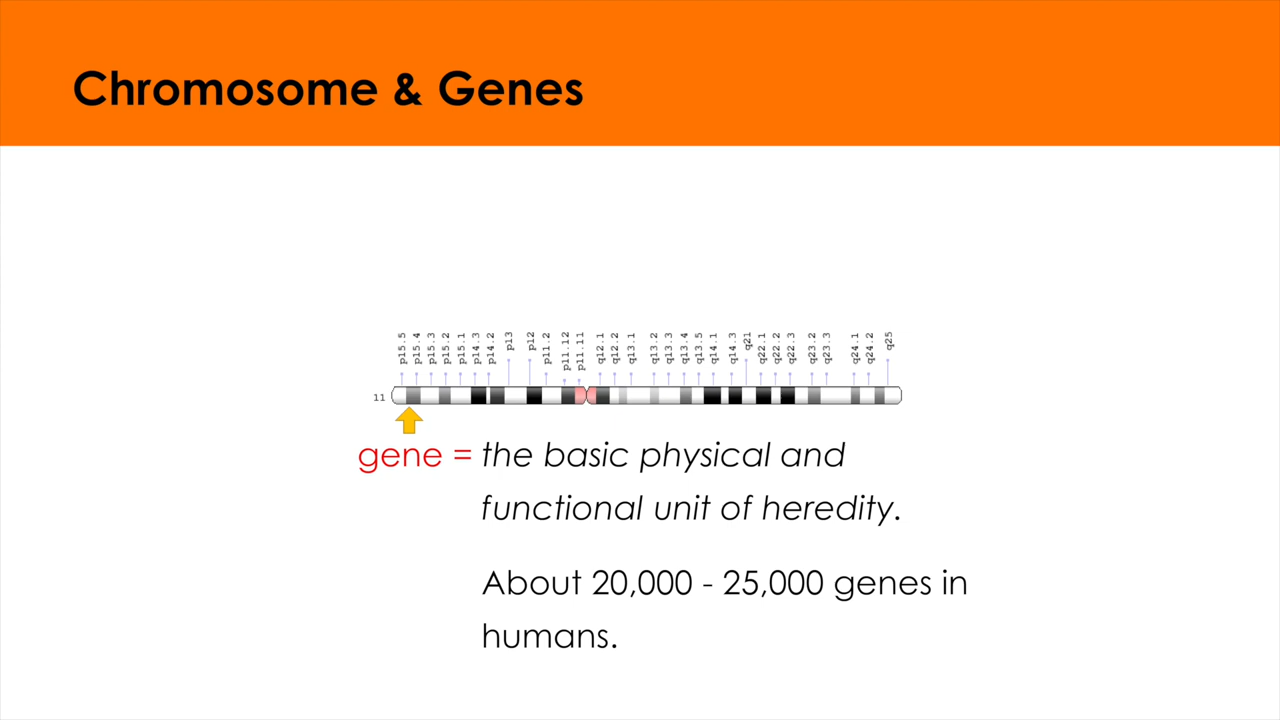 Chromosome & Genes
p15.5 p15.4 p15.3 p15.2 p15.1 p14.3 p14.2 p13 p12 p11.2 p11.12 p11.11 q12.1 q12.2 q13.1 q13.2 q13.3 q13.4 q13.5 q14.1 q14.3 q21 q22.1 q22.2 q22.3 q23.2 q23.3 q24.1 q24.2 q25
11
gene = the basic physical and
functional unit of heredity.
About 20,000 - 25,000 genes in
humans.